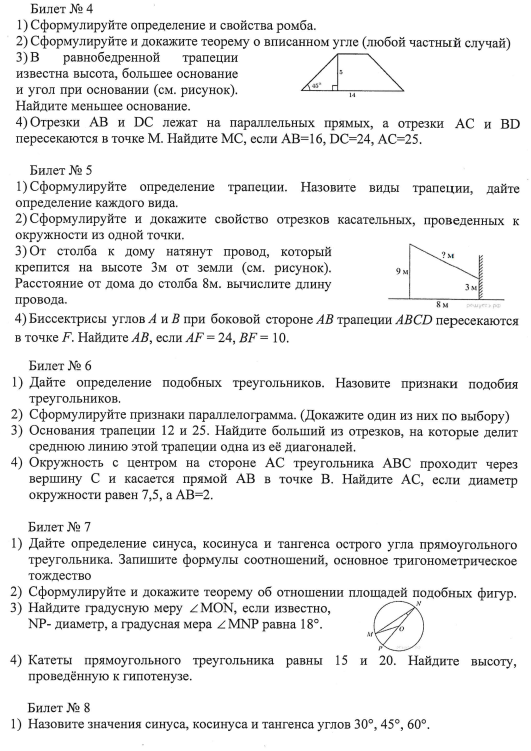 Билет № 4
1) Сформулируйте определение и свойства ромба.
2) Сформулируйте и докажите теорему о вписанном угле (любой частный случай)
3) В равнобедренной трапеции
известна высота, большее основание
и угол при основании (см. рисунок).
Найдите меньшее основание.
5
45°
14
4) Отрезки AB и DC лежат на параллельных прямых, а отрезки AC и BD
пересекаются в точке М. Найдите МС, если АВ=16, DC=24, AC=25.
Билет № 5
1) Сформулируйте определение трапеции. Назовите виды трапеции, дайте
определение каждого вида.
2) Сформулируйте и докажите свойство отрезков касательных, проведенных к
окружности из одной точки.
3) От столба к дому натянут провод, который
крепится на высоте 3м от земли (см. рисунок).
Расстояние от дома до столба 8м. вычислите длину
провода.
? м
9 м
3 м
8 м
4) Биссектрисы углов A и B при боковой стороне AB трапеции ABCD пересекаются
в точке F. Найдите AB, если AF = 24, BF = 10.
Билет № 6
1) Дайте определение подобных треугольников. Назовите признаки подобия
треугольников.
2) Сформулируйте признаки параллелограмма. (Докажите один из них по выбору)
3) Основания трапеции 12 и 25. Найдите больший из отрезков, на которые делит
среднюю линию этой трапеции одна из её диагоналей.
4) Окружность с центром на стороне АС треугольника АВС проходит через
вершину С и касается прямой АВ в точке В. Найдите АС, если диаметр
окружности равен 7,5, а АВ=2.
Билет № 7
1) Дайте определение синуса, косинуса и тангенса острого угла прямоугольного
треугольника. Запишите формулы соотношений, основное тригонометрическое
тождество
2) Сформулируйте и докажите теорему об отношении площадей подобных фигур.
3) Найдите градусную меру ∠MON, если известно,
NP- диаметр, а градусная мера ∠MNP равна 18°.
N
O
M
P
4) Катеты прямоугольного треугольника равны 15 и 20. Найдите высоту,
проведённую к гипотенузе.
Билет № 8
1) Назовите значения синуса, косинуса и тангенса углов 30°, 45°, 60°.